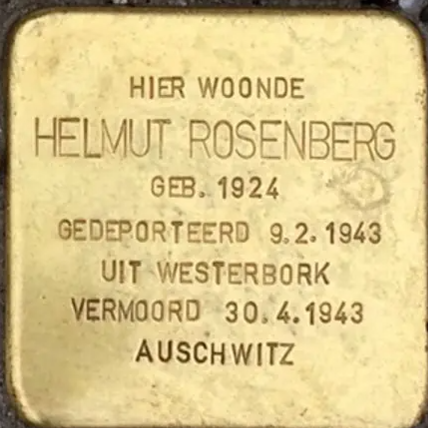 HIER WOONDE
HELMUT ROSENBERG
GEB. 1924
GEDEPORTEERD 9.2.1943
UIT WESTERBORK
VERMOORD 30.4.1943
AUSCHWITZ